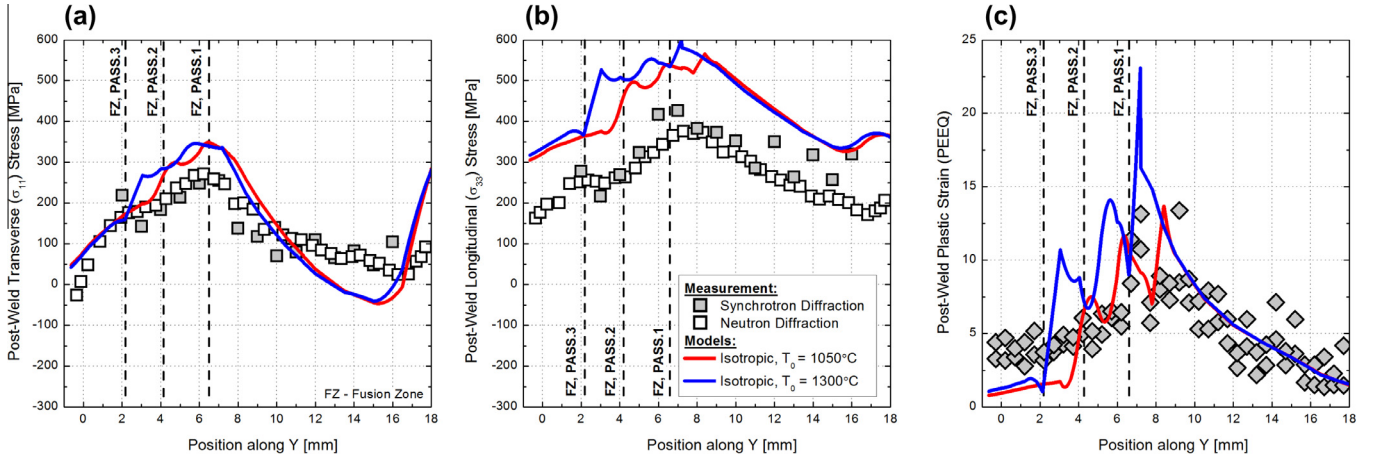 (a)
(b)
(c)
Post-Weld Transverse (σ11) Stress [MPa]
600
500
400
300
200
100
0
-100
-200
-300
FZ, PASS.3
FZ, PASS.2
FZ, PASS.1
FZ - Fusion Zone
0 2 4 6 8 10 12 14 16 18
Position along Y [mm]
Post-Weld Longitudinal (σ33) Stress [MPa]
600
500
400
300
200
100
0
-100
-200
-300
FZ, PASS.3
FZ, PASS.2
FZ, PASS.1
Measurement:
Synchrotron Diffraction
Neutron Diffraction
Models:
Isotropic, T0 = 1050°C
Isotropic, T0 = 1300°C
0 2 4 6 8 10 12 14 16 18
Position along Y [mm]
Post-Weld Plastic Strain (PEEQ)
25
20
15
10
5
0
FZ, PASS.3
FZ, PASS.2
FZ, PASS.1
0 2 4 6 8 10 12 14 16 18
Position along Y [mm]